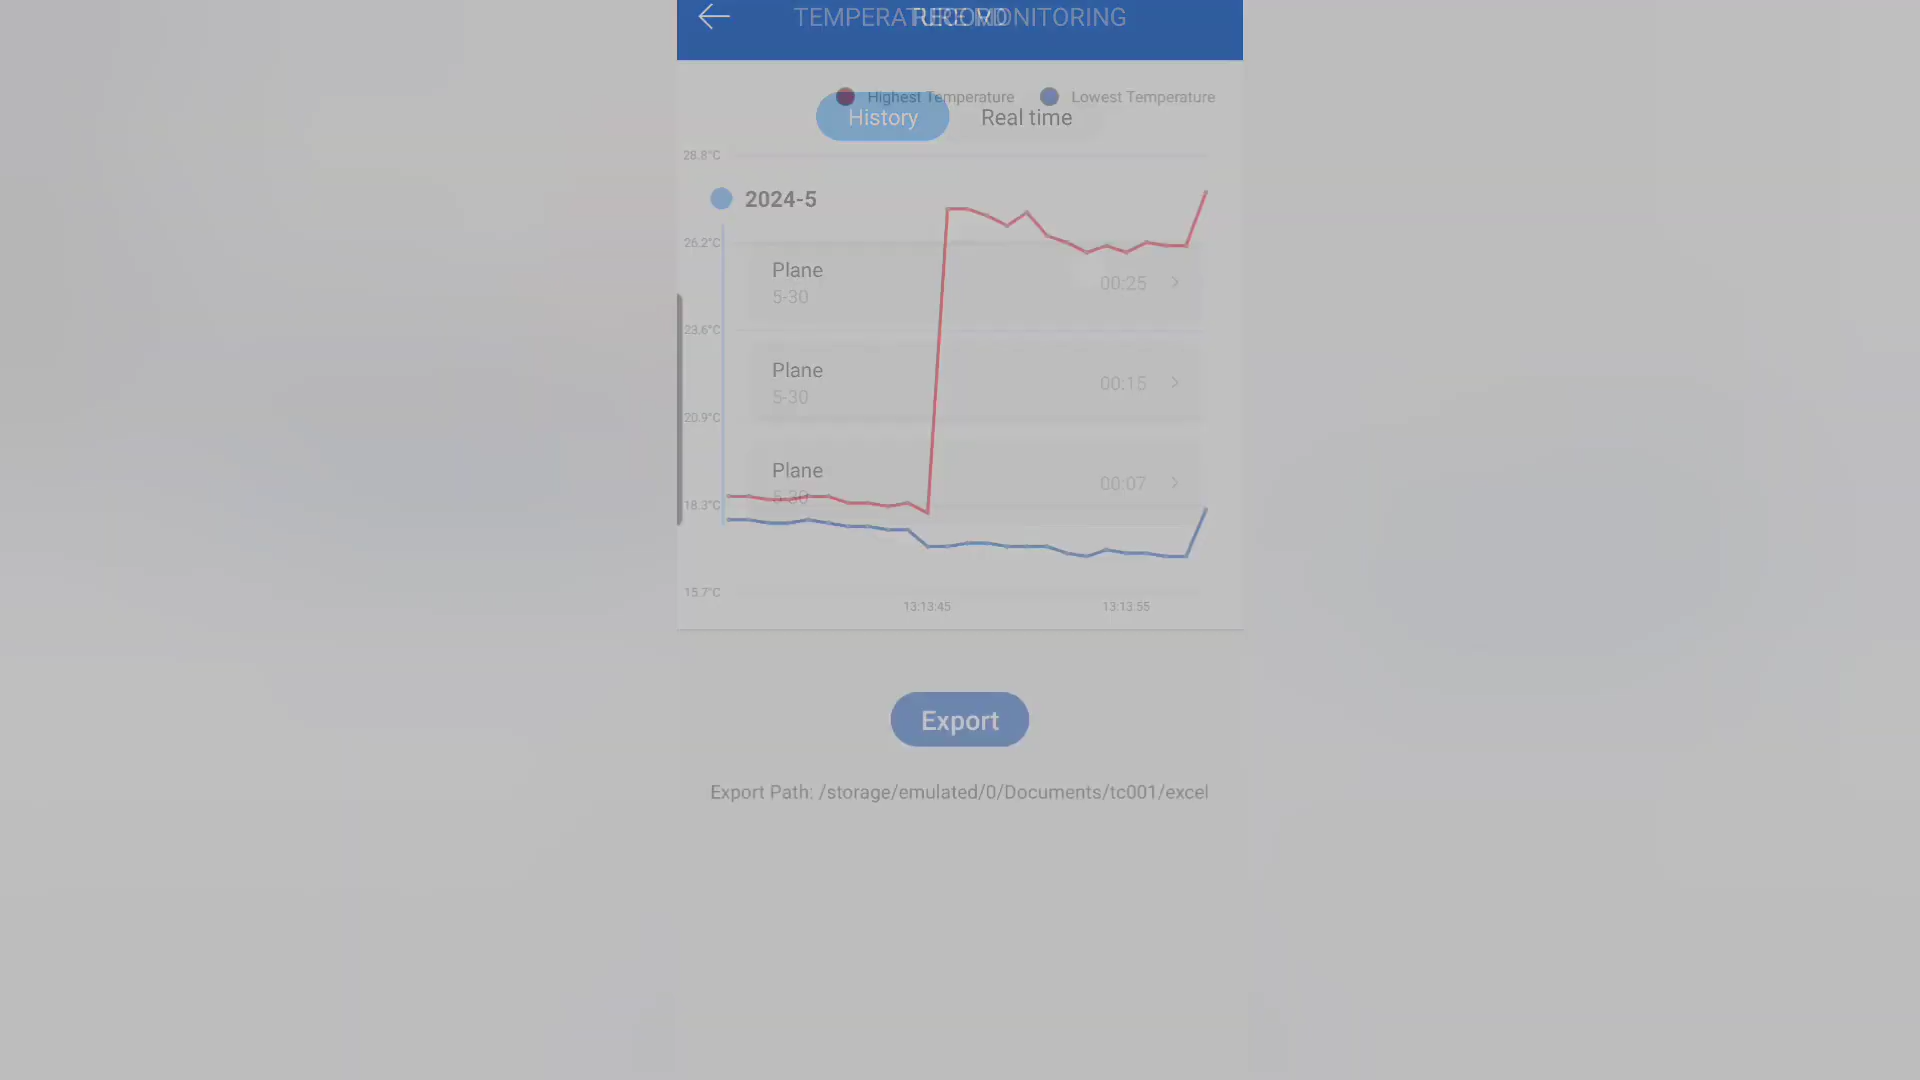 TEMPERATURE MONITORING
RECORD
Highest Temperature Lowest Temperature
History Real time
28.8°C
2024-5
26.2°C
Plane
00:25
5-30
23.6°C
Plane
00:15
5-30
20.9°C
Plane
00:07
5-30
18.3°C
15.7°C
13:13:45 13:13:55
Export
Export Path: /storage/emulated/0/Documents/tc001/excel